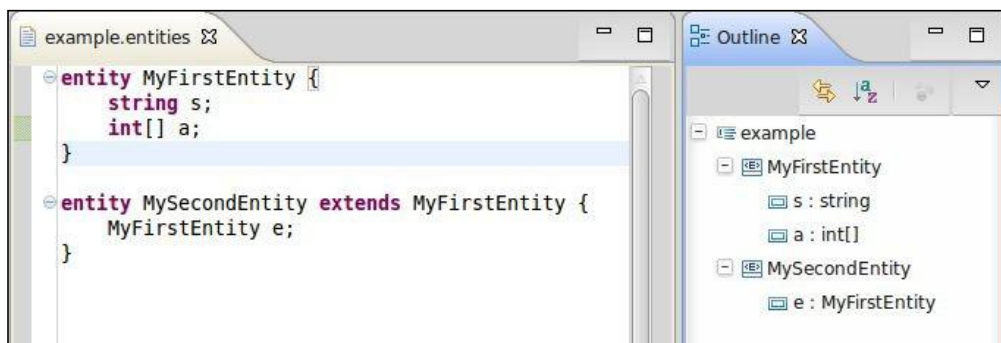 example.entities
entity MyFirstEntity {
string s;
int[] a;
}
entity MySecondEntity extends MyFirstEntity {
MyFirstEntity e;
}
Outline
example
MyFirstEntity
s : string
a : int[]
MySecondEntity
e : MyFirstEntity